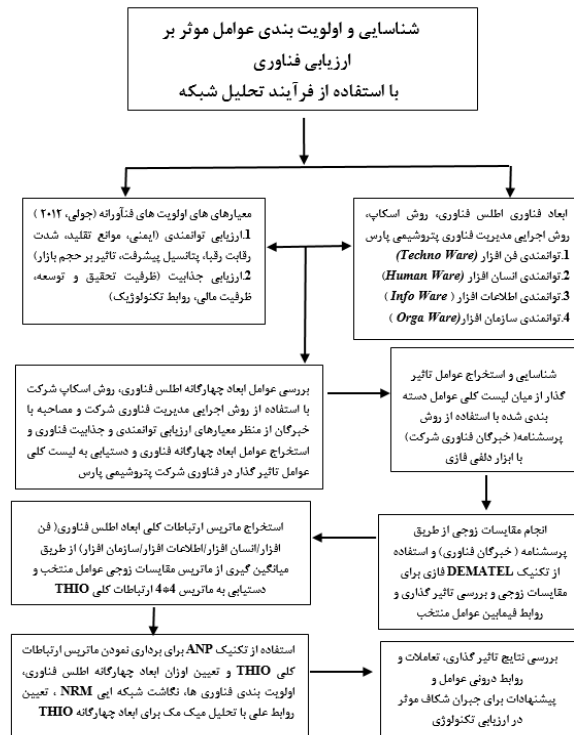 شناسایی و اولویت بندی عوامل موثر بر
ارزیابی فناوری
با استفاده از فرآیند تحلیل شبکه
ابعاد فناوری اطلس فناوری، روش اسکاپ،
روش اجرایی مدیریت فناوری پتروشیمی پارس
1.توانمندی فن افزار (Techno Ware)
2.توانمندی انسان افزار (Human Ware)
3.توانمندی اطلاعات افزار ( Info Ware )
4.توانمندی سازمان افزار( Orga Ware )
معیارهای های اولویت های فنآورانه (جولی، ۲۰۱۲ )
1.ارزیابی توانمندی (ایمنی، موانع تقلید، شدت
رقابت رقبا، پتانسیل پیشرفت، تاثیر بر حجم بازار)
2.ارزیابی جذابیت (ظرفیت تحقیق و توسعه،
ظرفیت مالی، روابط تکنولوژیک)
بررسی عوامل ابعاد چهارگانه اطلس فناوری، روش اسکاپ شرکت
با استفاده از روش اجرایی مدیریت فناوری شرکت و مصاحبه با
خبرگان از منظر معیارهای ارزیابی توانمندی و جذابیت فناوری و
استخراج عوامل ابعاد چهارگانه فناوری و دستیابی به لیست کلی
عوامل تاثیر گذار در فناوری شرکت پتروشیمی پارس
شناسایی و استخراج عوامل تاثیر
گذار از میان لیست کلی عوامل دسته
بندی شده با استفاده از روش
پرسشنامه( خبرگان فناوری شرکت)
با ابزار دلفی فازی
انجام مقایسات زوجی از طریق
پرسشنامه ( خبرگان فناوری) و استفاده
از تکنیک DEMATEL فازی برای
مقایسات زوجی و بررسی تاثیر گذاری و
روابط فیمابین عوامل منتخب
استخراج ماتریس ارتباطات کلی ابعاد اطلس فناوری( فن
افزار/انسان افزار/اطلاعات افزار/سازمان افزار) از طریق
میانگین گیری از ماتریس مقایسات زوجی عوامل منتخب و
دستیابی به ماتریس 4*4 ارتباطات کلی THIO
استفاده از تکنیک ANP برای برداری نمودن ماتریس ارتباطات
کلی THIO و تعیین اوزان ابعاد چهارگانه اطلس فناوری،
اولویت بندی فناوری ها، نگاشت شبکه ایی NRM ، تعیین
روابط علی با تحلیل میک مک برای ابعاد چهارگانه THIO
بررسی نتایج تاثیر گذاری، تعاملات و
روابط درونی عوامل و
پیشنهادات برای جبران شکاف موثر
در ارزیابی تکنولوژی